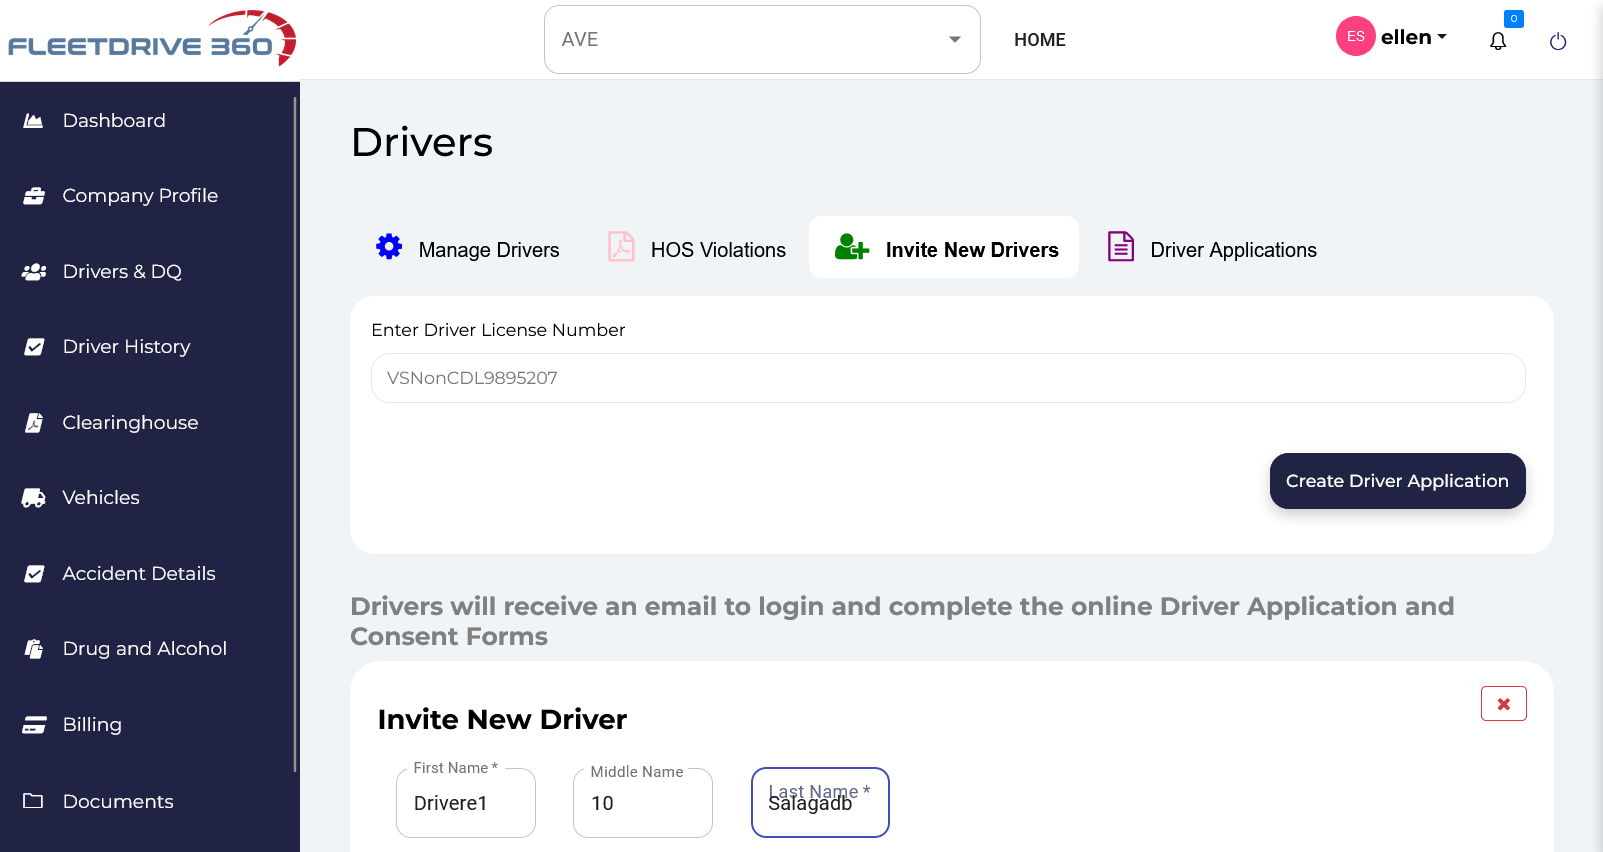 FLEETDRIVE 360
AVE
HOME
ES
ellen
0
Dashboard
Company Profile
Drivers & DQ
Driver History
Clearinghouse
Vehicles
Accident Details
Drug and Alcohol
Billing
Documents
Drivers
Manage Drivers
HOS Violations
Invite New Drivers
Driver Applications
Enter Driver License Number
VSNonCDL9895207
Create Driver Application
Drivers will receive an email to login and complete the online Driver Application and
Consent Forms
Invite New Driver
First Name *
Drivere1
Middle Name
10
Last Name *
Salagadb